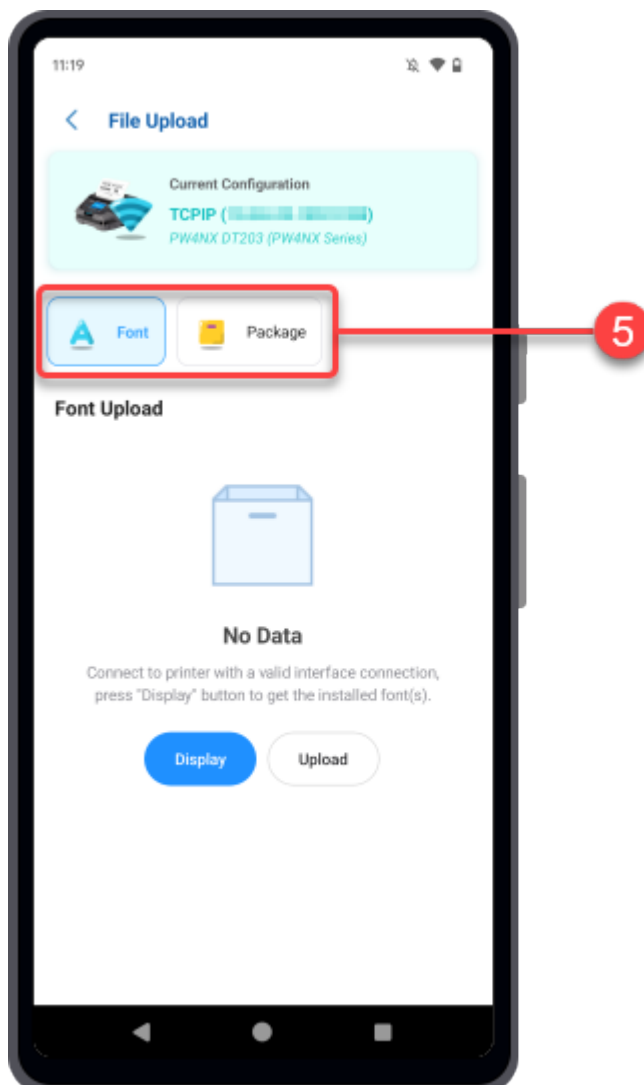 11:19
File Upload
Current Configuration
TCPIP ( )
PW4NX DT203 (PW4NX Series)
Font
Package
5
Font Upload
No Data
Connect to printer with a valid interface connection,
press "Display" button to get the installed font(s).
Display
Upload